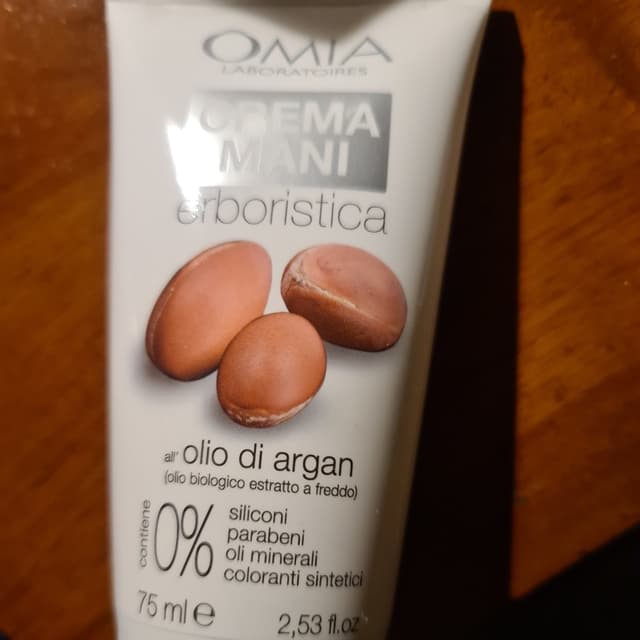 OMIA
LABORATOIRES
CREMA
MANI
erboristica
all' olio di argan
(olio biologico estratto a freddo)
contiene
0%
siliconi
parabeni
oli minerali
coloranti sintetici
75 ml e
2,53 fl.oz